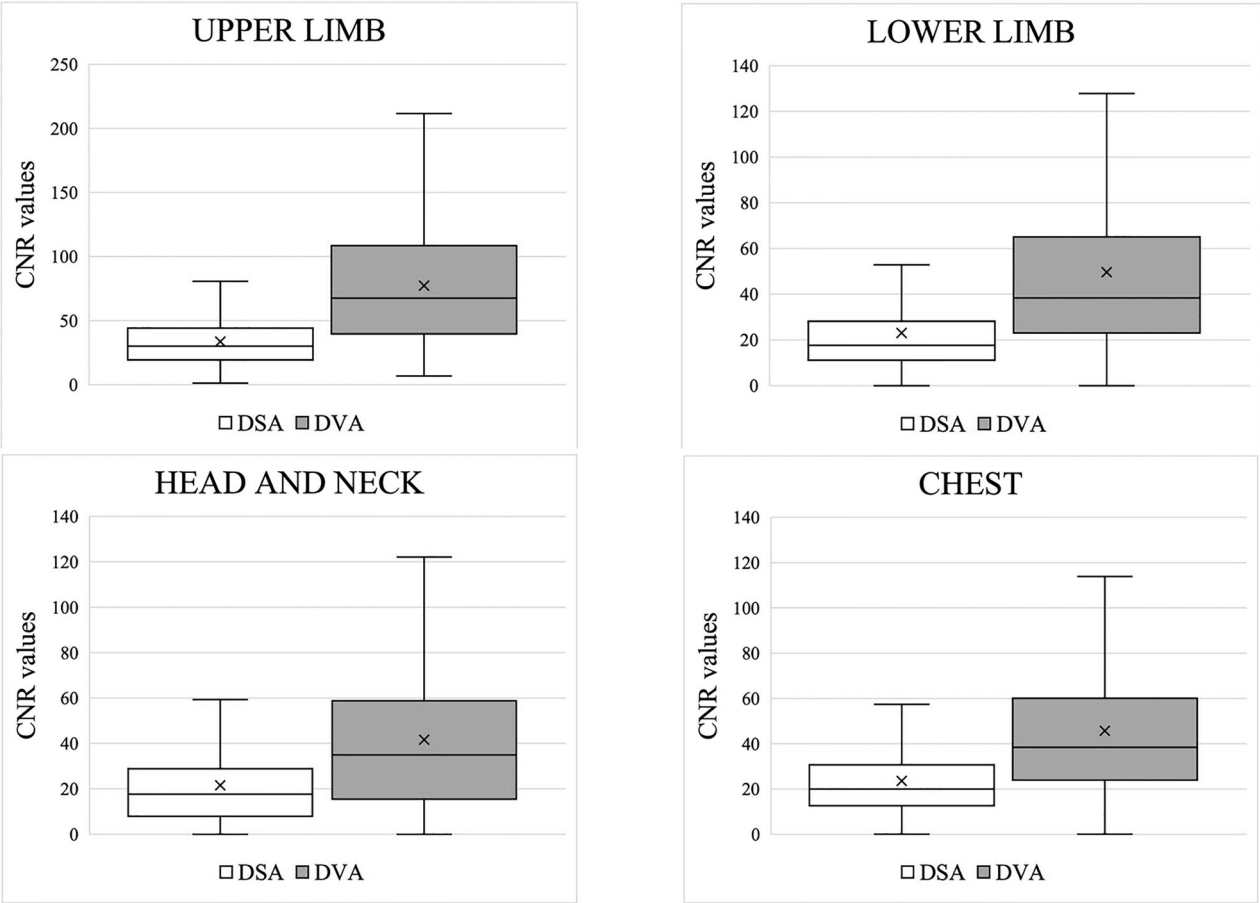 UPPER LIMB
CNR values
250
200
150
100
50
0
DSA DVA
LOWER LIMB
CNR values
140
120
100
80
60
40
20
0
DSA DVA
HEAD AND NECK
CNR values
140
120
100
80
60
40
20
0
DSA DVA
CHEST
CNR values
140
120
100
80
60
40
20
0
DSA DVA